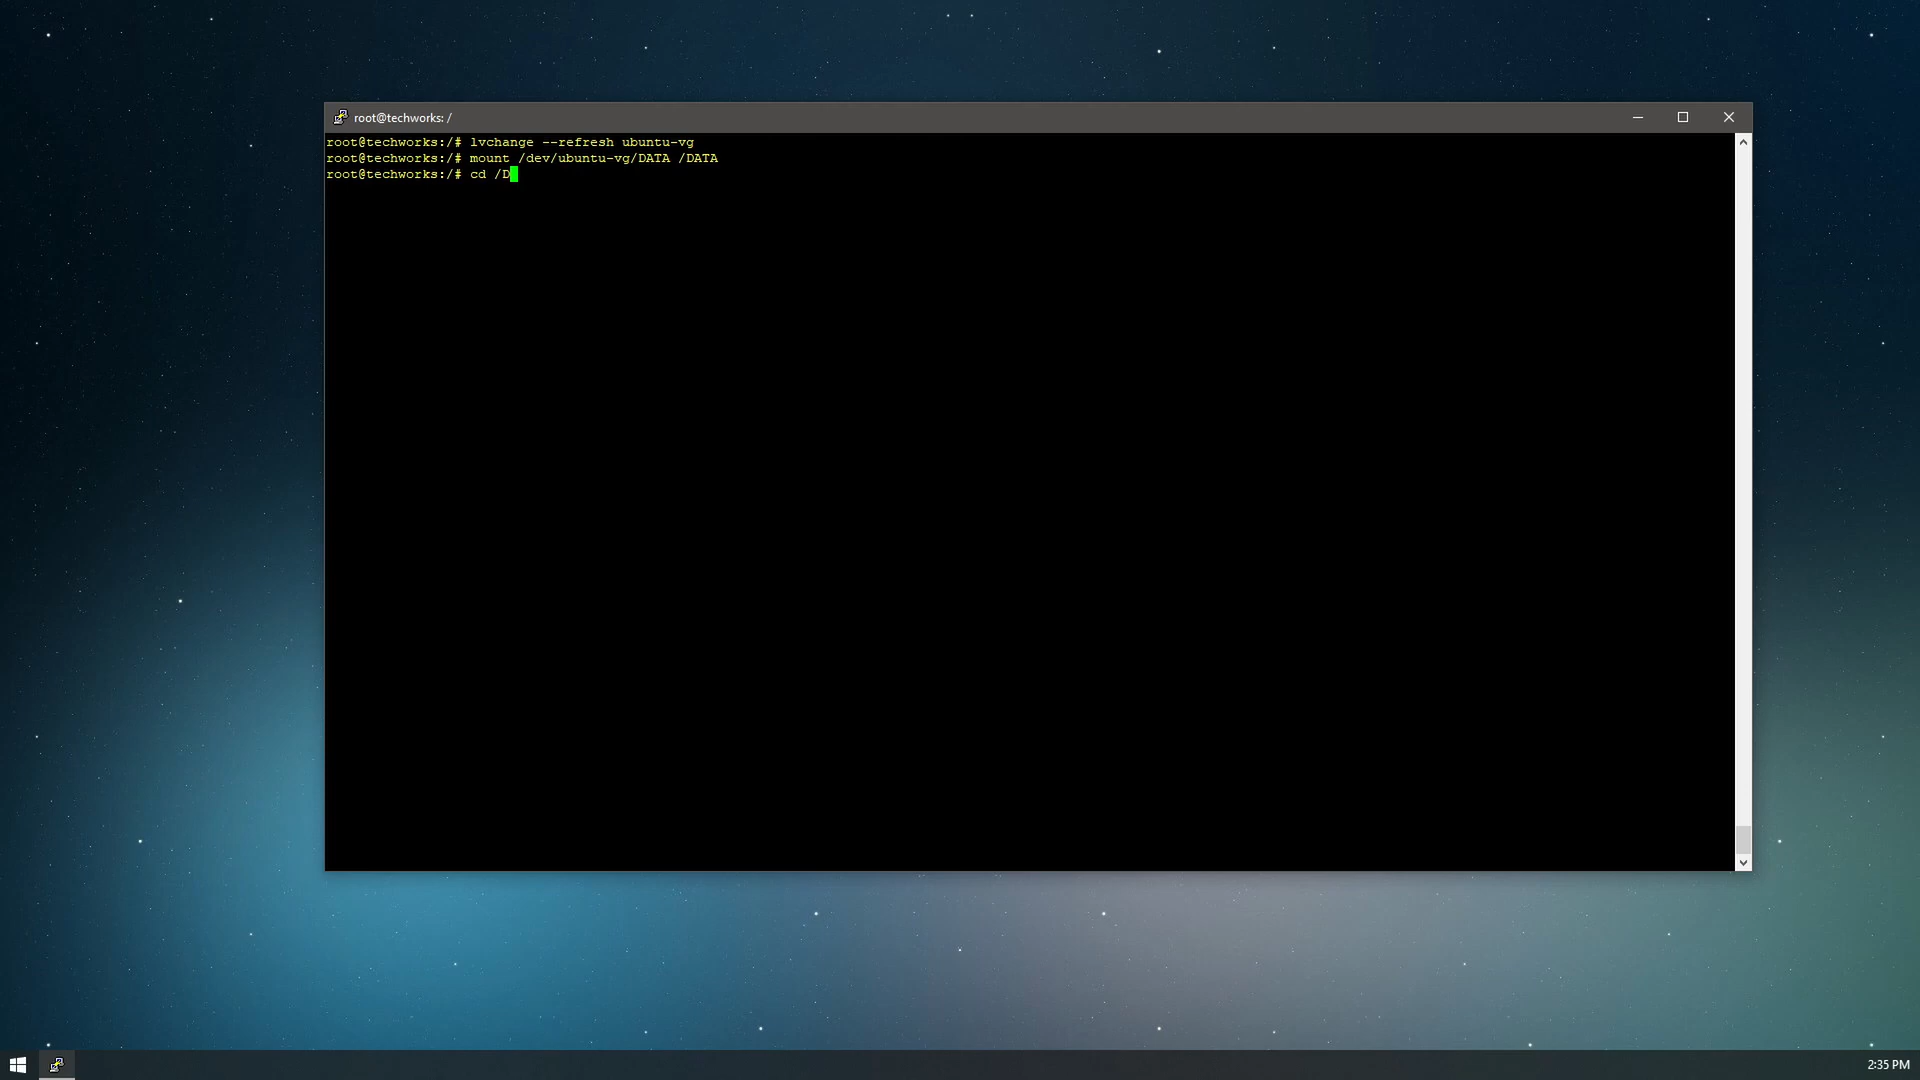 root@techworks: /
root@techworks:/# lvchange --refresh ubuntu-vg
root@techworks:/# mount /dev/ubuntu-vg/DATA /DATA
root@techworks:/# cd /D
2:35 PM